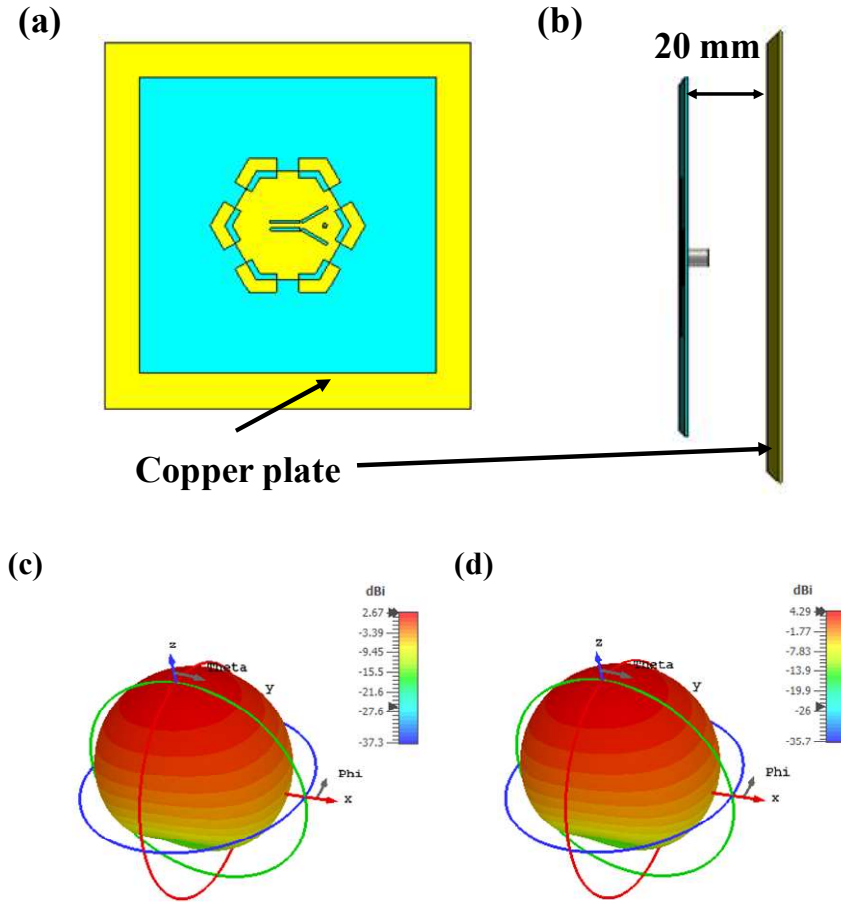 (a)
(b)
20 mm
Copper plate
(c)
(d)
dBi
2.67
-3.39
-9.45
-15.5
-21.6
-27.6
-37.3
z
Theta
y
Phi
x
dBi
4.29
-1.77
-7.83
-13.9
-19.9
-26
-35.7
z
Theta
y
Phi
x